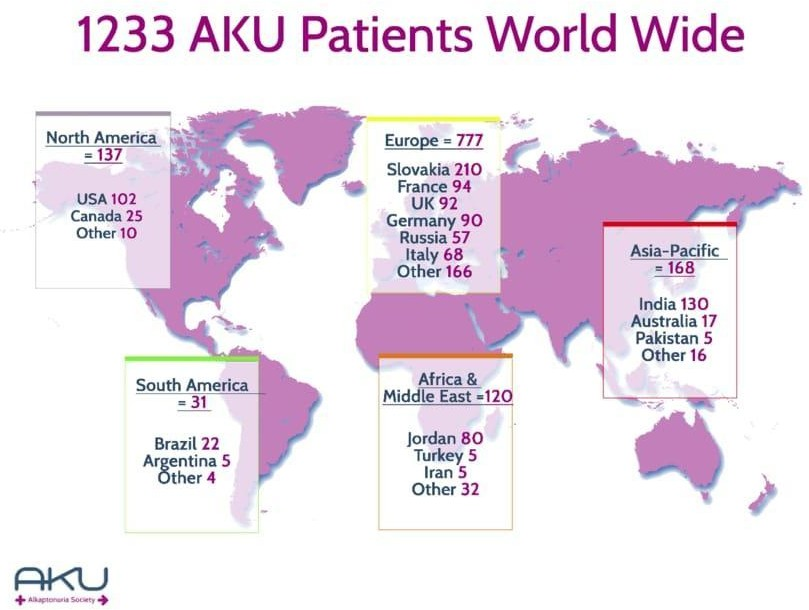 1233 AKU Patients World Wide
North America
= 137
USA 102
Canada 25
Other 10
Europe = 777
Slovakia 210
France 94
UK 92
Germany 90
Russia 57
Italy 68
Other 166
Asia-Pacific
= 168
India 130
Australia 17
Pakistan 5
Other 16
South America
= 31
Brazil 22
Argentina 5
Other 4
Africa &
Middle East =120
Jordan 80
Turkey 5
Iran 5
Other 32
AKU
Alkaptonuria Society